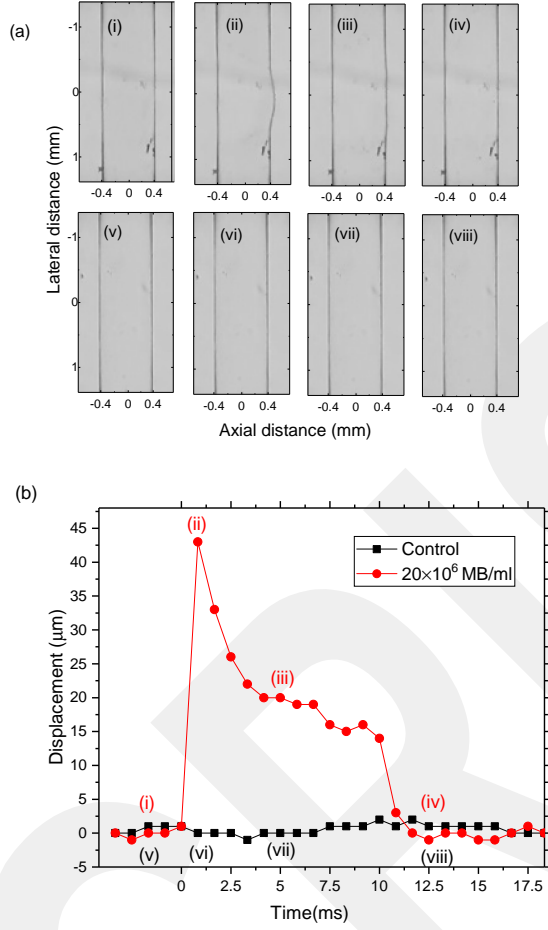 (a)
(i) (ii) (iii) (iv)
-1
0
1
-0.4 0 0.4 -0.4 0 0.4 -0.4 0 0.4 -0.4 0 0.4
Lateral distance (mm)
(v) (vi) (vii) (viii)
-1
0
1
-0.4 0 0.4 -0.4 0 0.4 -0.4 0 0.4 -0.4 0 0.4
Axial distance (mm)
(b)
45
40
35
30
25
20
15
10
5
0
-5
Displacement (μm)
(ii)
Control
20×10⁶ MB/ml
(iii)
(i)
(iv)
(v) (vi) (vii) (viii)
0 2.5 5 7.5 10 12.5 15 17.5
Time(ms)